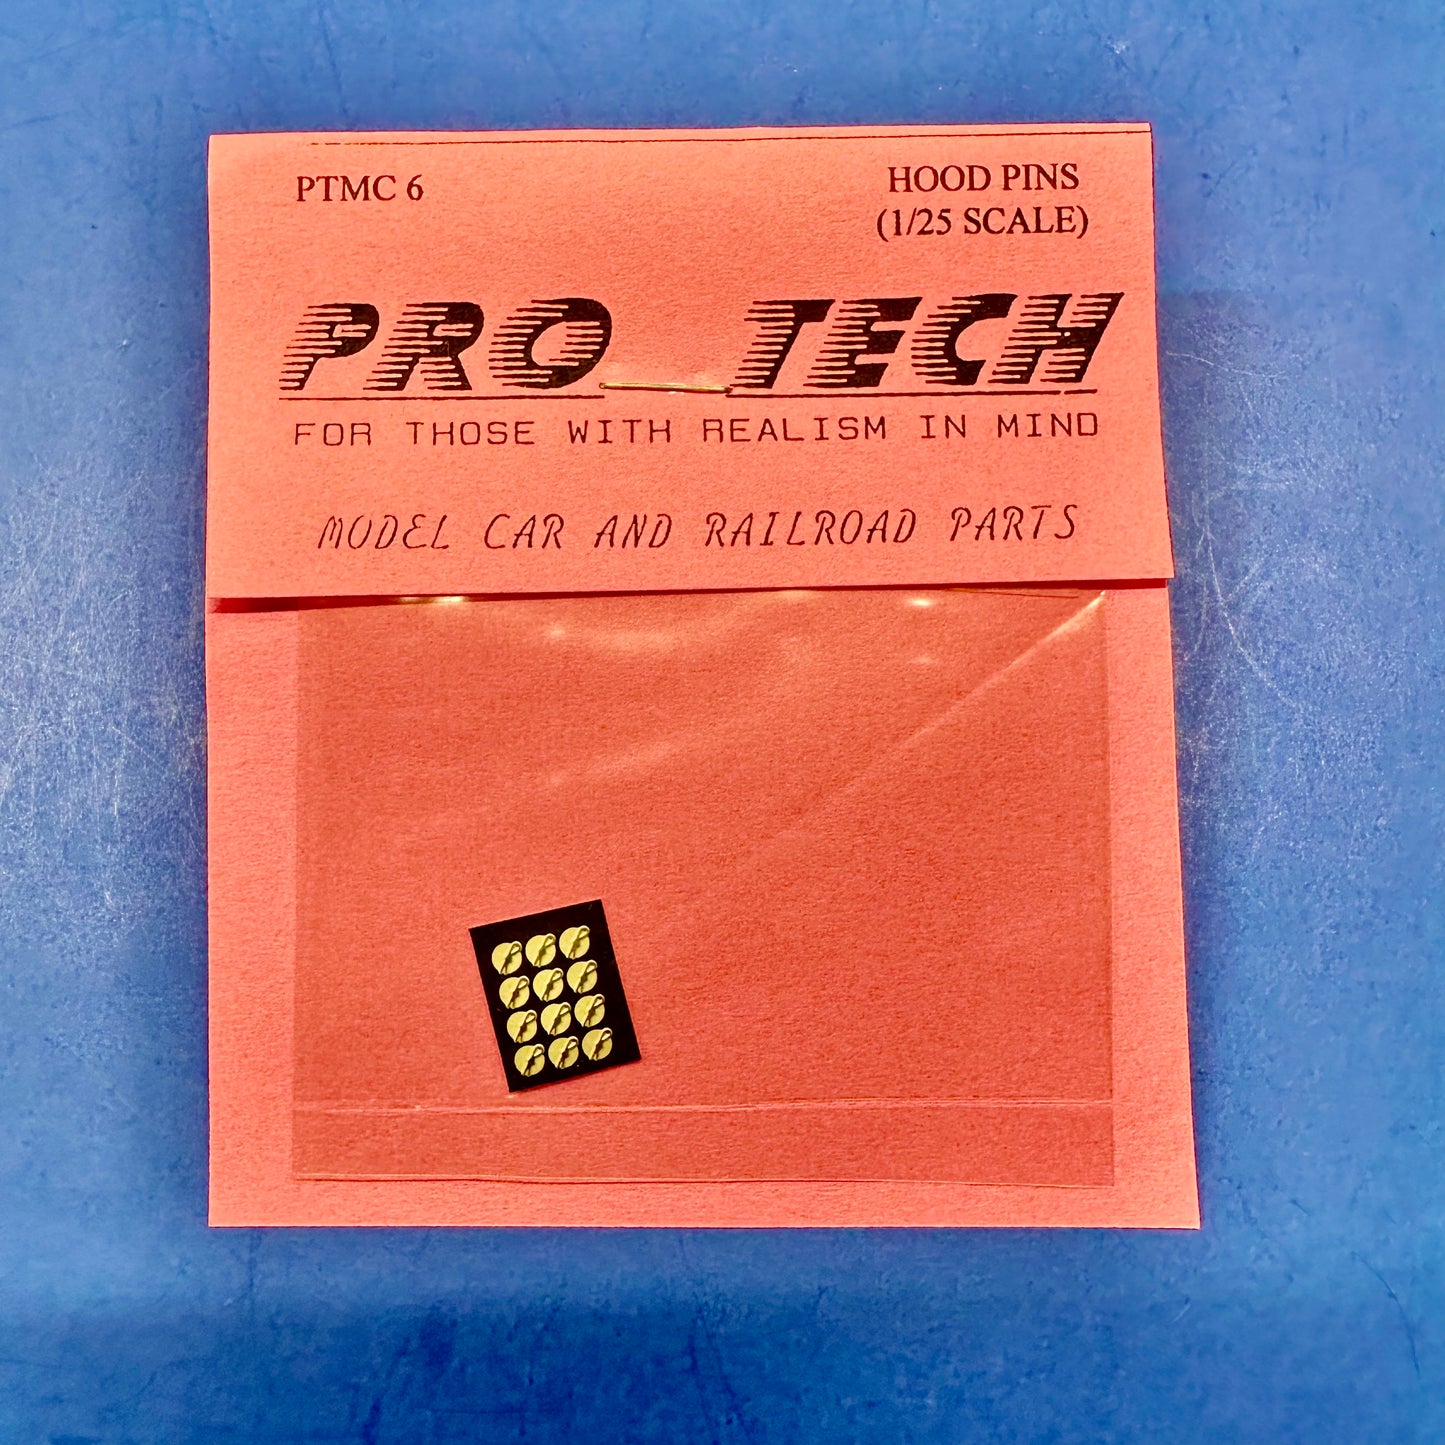 PTMC 6
HOOD PINS
(1/25 SCALE)
PRO TECH
FOR THOSE WITH REALISM IN MIND
MODEL CAR AND RAILROAD PARTS